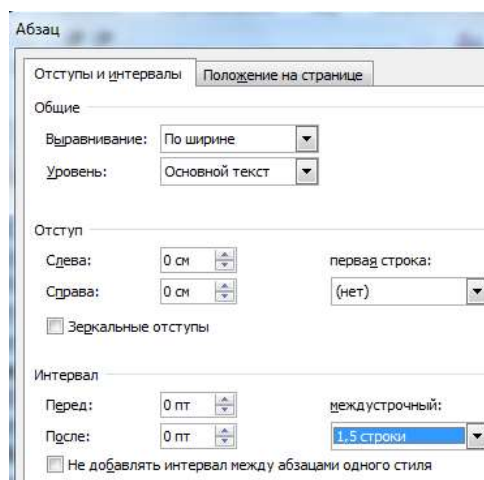 Абзац
Отступы и интервалы Положение на странице
Общие
Выравнивание: По ширине
Уровень: Основной текст
Отступ
Слева: 0 см первая строка:
Справа: 0 см (нет)
Зеркальные отступы
Интервал
Перед: 0 пт междустрочный:
После: 0 пт 1,5 строки
Не добавлять интервал между абзацами одного стиля